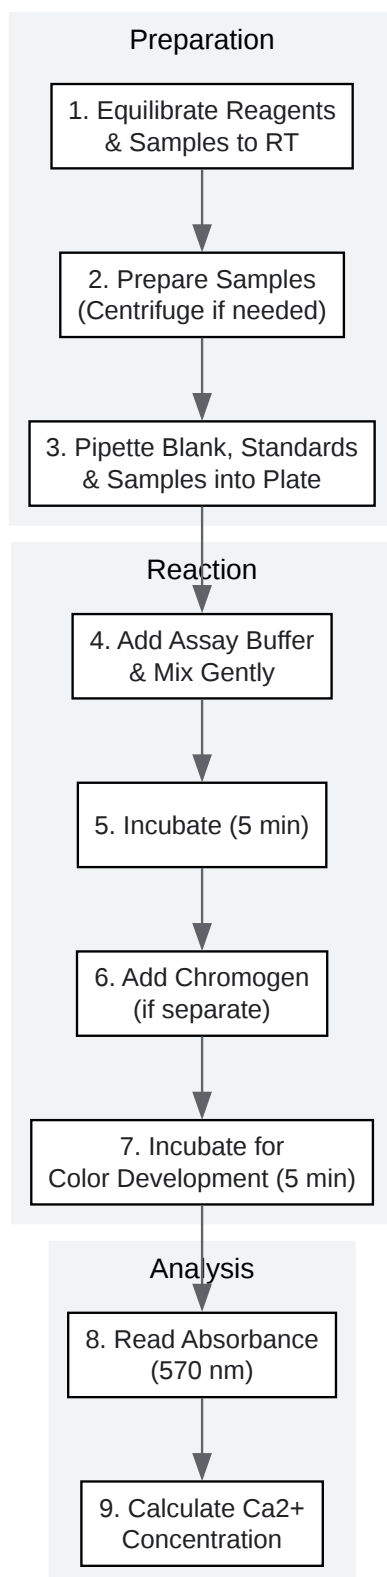 Preparation
1. Equilibrate Reagents
& Samples to RT
2. Prepare Samples
(Centrifuge if needed)
3. Pipette Blank, Standards
& Samples into Plate
Reaction
4. Add Assay Buffer
& Mix Gently
5. Incubate (5 min)
6. Add Chromogen
(if separate)
7. Incubate for
Color Development (5 min)
Analysis
8. Read Absorbance
(570 nm)
9. Calculate Ca2+
Concentration